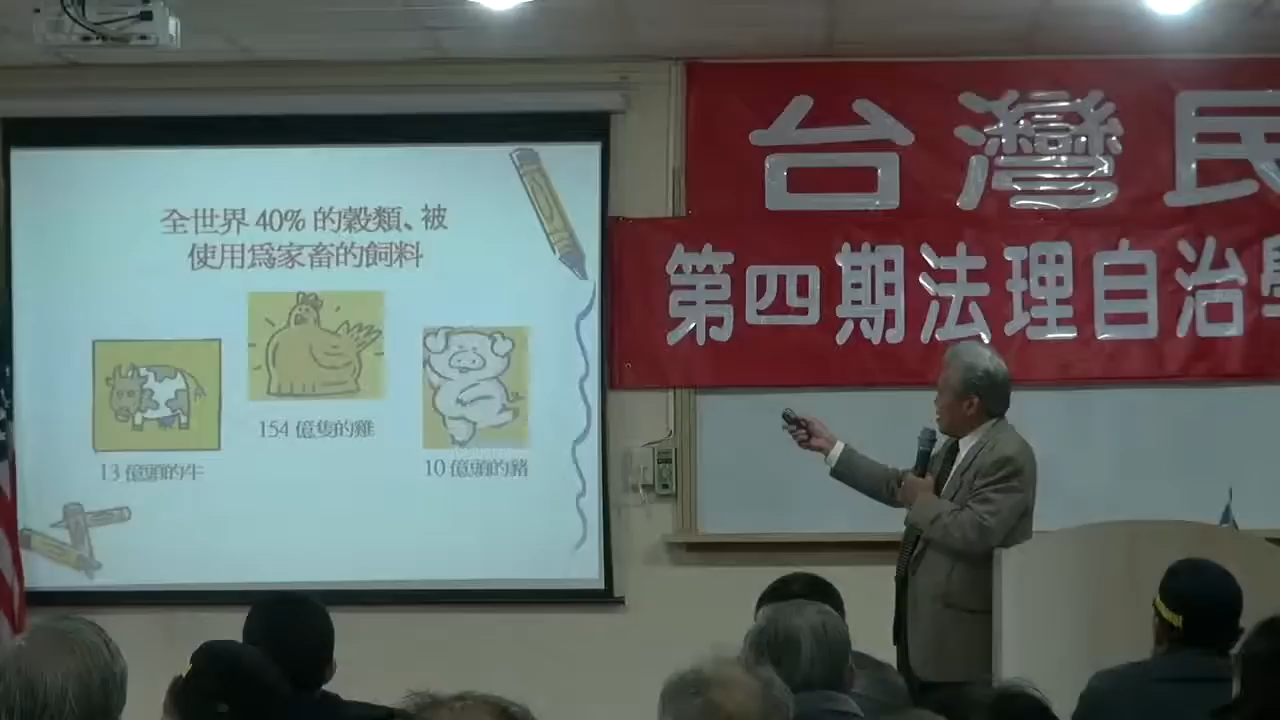 全世界 40% 的穀類、被
使用為家畜的飼料
154 億隻的雞
13 億頭的牛
10 億頭的豬
台灣民
第四期法理自治學